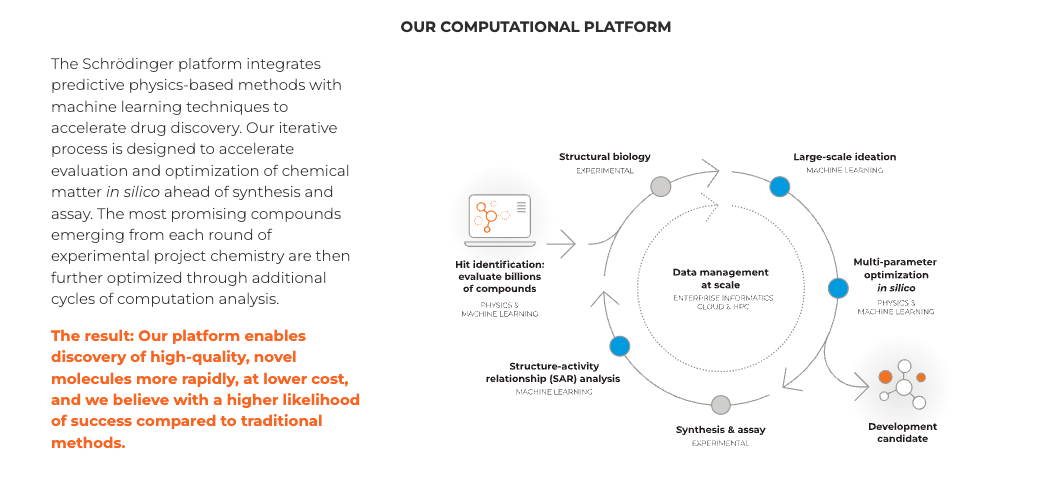 OUR COMPUTATIONAL PLATFORM
The Schrödinger platform integrates
predictive physics-based methods with
machine learning techniques to
accelerate drug discovery. Our iterative
process is designed to accelerate
evaluation and optimization of chemical
matter in silico ahead of synthesis and
assay. The most promising compounds
emerging from each round of
experimental project chemistry are then
further optimized through additional
cycles of computation analysis.
The result: Our platform enables
discovery of high-quality, novel
molecules more rapidly, at lower cost,
and we believe with a higher likelihood
of success compared to traditional
methods.
Structural biology
EXPERIMENTAL
Large-scale ideation
MACHINE LEARNING
Hit identification:
evaluate billions
of compounds
PHYSICS &
MACHINE LEARNING
Data management
at scale
ENTERPRISE INFORMATICS
CLOUD & HPC
Multi-parameter
optimization
in silico
PHYSICS &
MACHINE LEARNING
Structure-activity
relationship (SAR) analysis
MACHINE LEARNING
Synthesis & assay
EXPERIMENTAL
Development
candidate